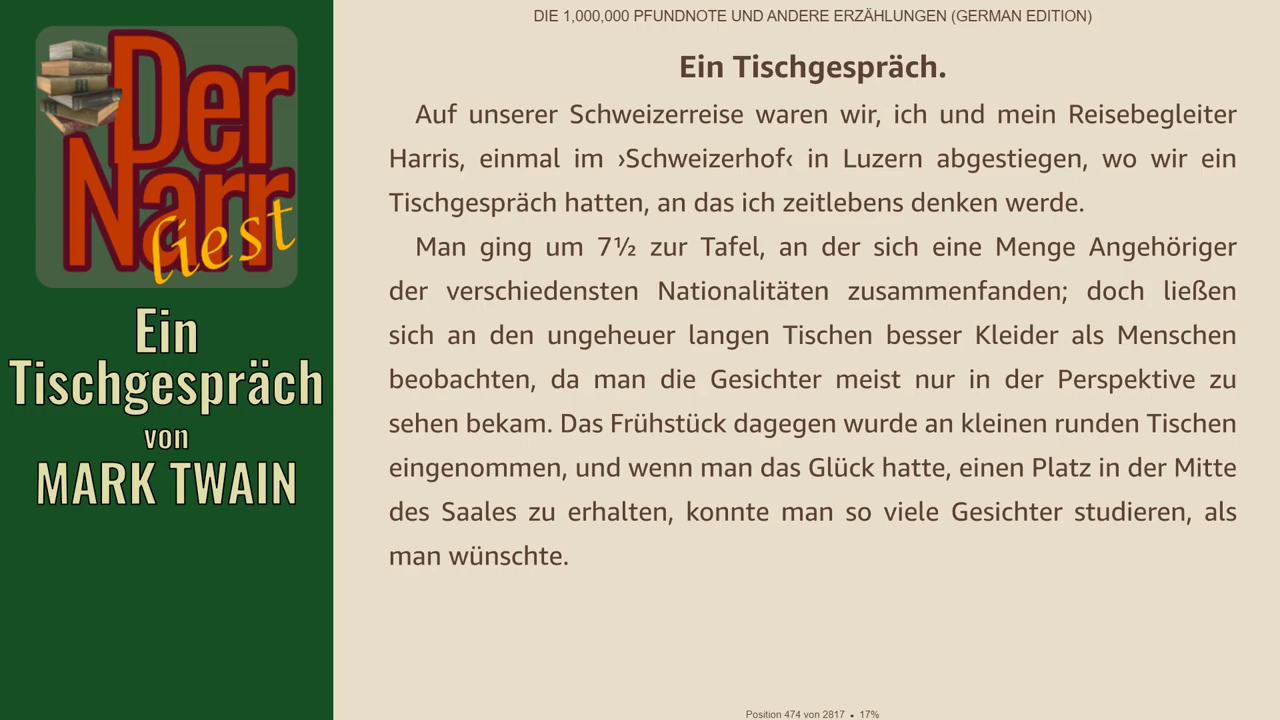 Der
Narr
liest
Ein
Tischgespräch
von
MARK TWAIN
DIE 1,000,000 PFUNDNOTE UND ANDERE ERZÄHLUNGEN (GERMAN EDITION)
Ein Tischgespräch.
Auf unserer Schweizerreise waren wir, ich und mein Reisebegleiter
Harris, einmal im ›Schweizerhof‹ in Luzern abgestiegen, wo wir ein
Tischgespräch hatten, an das ich zeitlebens denken werde.
Man ging um 7½ zur Tafel, an der sich eine Menge Angehöriger
der verschiedensten Nationalitäten zusammenfanden; doch ließen
sich an den ungeheuer langen Tischen besser Kleider als Menschen
beobachten, da man die Gesichter meist nur in der Perspektive zu
sehen bekam. Das Frühstück dagegen wurde an kleinen runden Tischen
eingenommen, und wenn man das Glück hatte, einen Platz in der Mitte
des Saales zu erhalten, konnte man so viele Gesichter studieren, als
man wünschte.
Position 474 von 2817 • 17%